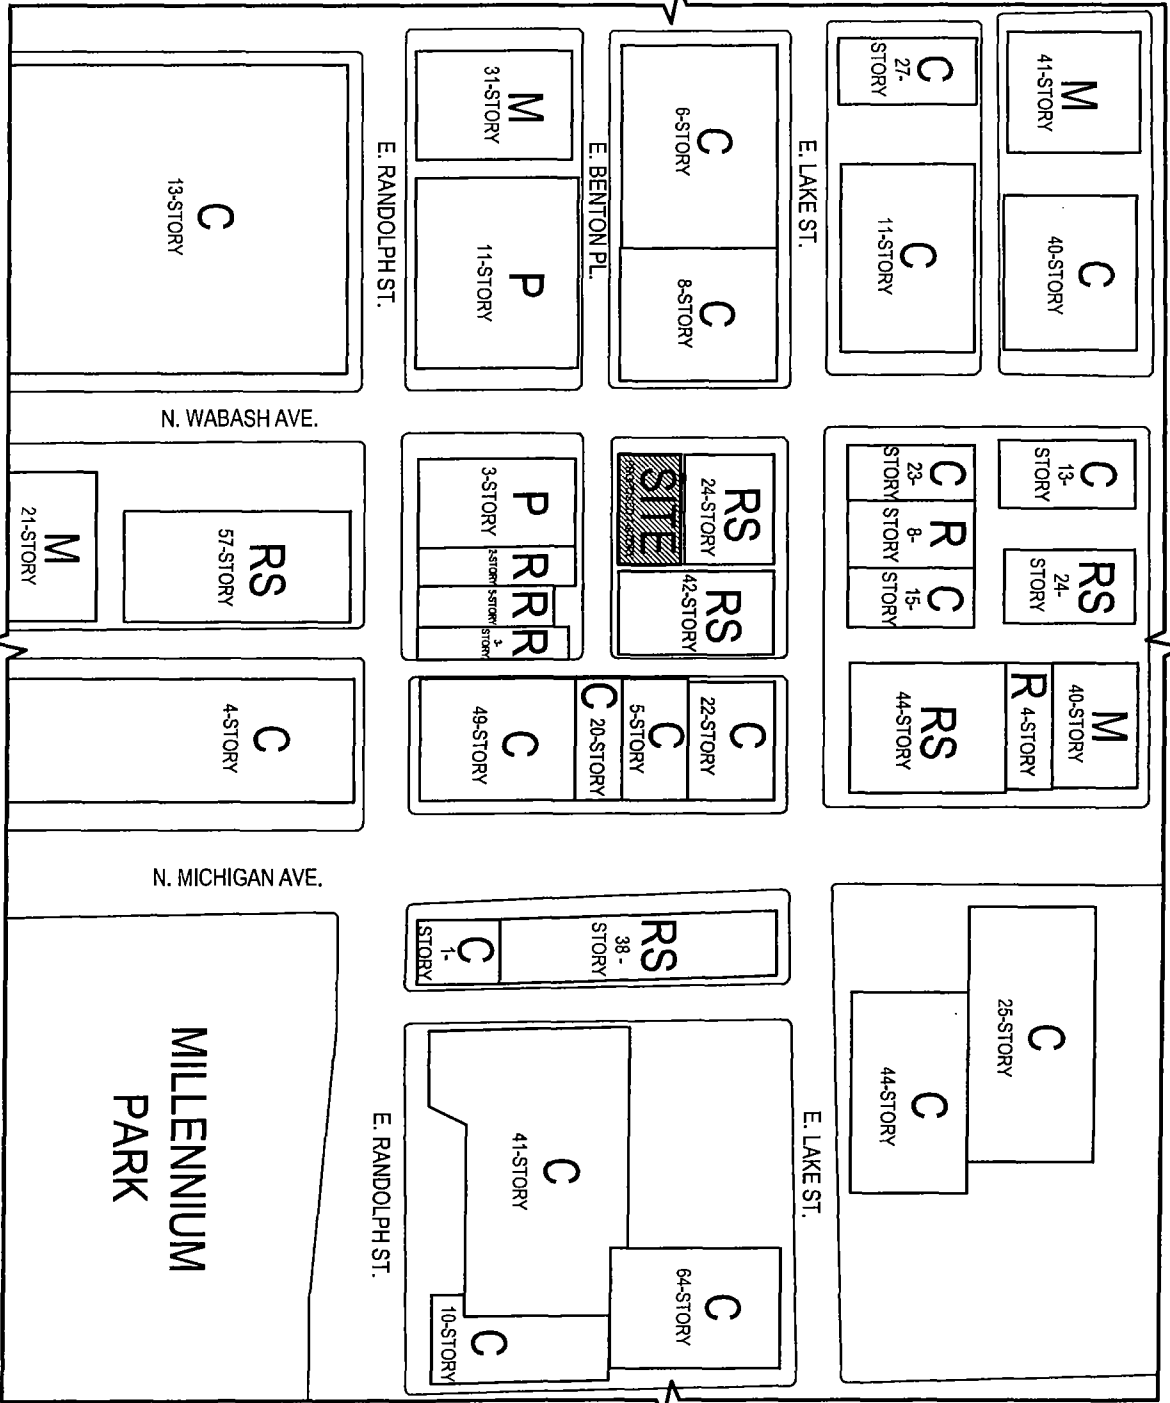 M
41-STORY
C
40-STORY
C
13-
STORY
RS
24-
STORY
M
40-STORY
R
4-STORY
C
25-STORY
C
27-
STORY
C
11-STORY
C
23-
STORY
R
8-
STORY
C
15-
STORY
RS
44-STORY
C
44-STORY
E. LAKE ST.
E. LAKE ST.
C
6-STORY
C
8-STORY
RS
24-STORY
SITE
RS
42-STORY
C
22-STORY
C
5-STORY
C
20-STORY
C
49-STORY
RS
38 -
STORY
C
1-
STORY
C
64-STORY
C
41-STORY
C
10-STORY
E. BENTON PL.
M
31-STORY
P
11-STORY
P
3-STORY
R
2-STORY
R
R
3-
STORY
E. RANDOLPH ST.
E. RANDOLPH ST.
C
13-STORY
N. WABASH AVE.
RS
57-STORY
M
21-STORY
C
4-STORY
N. MICHIGAN AVE.
MILLENNIUM
PARK